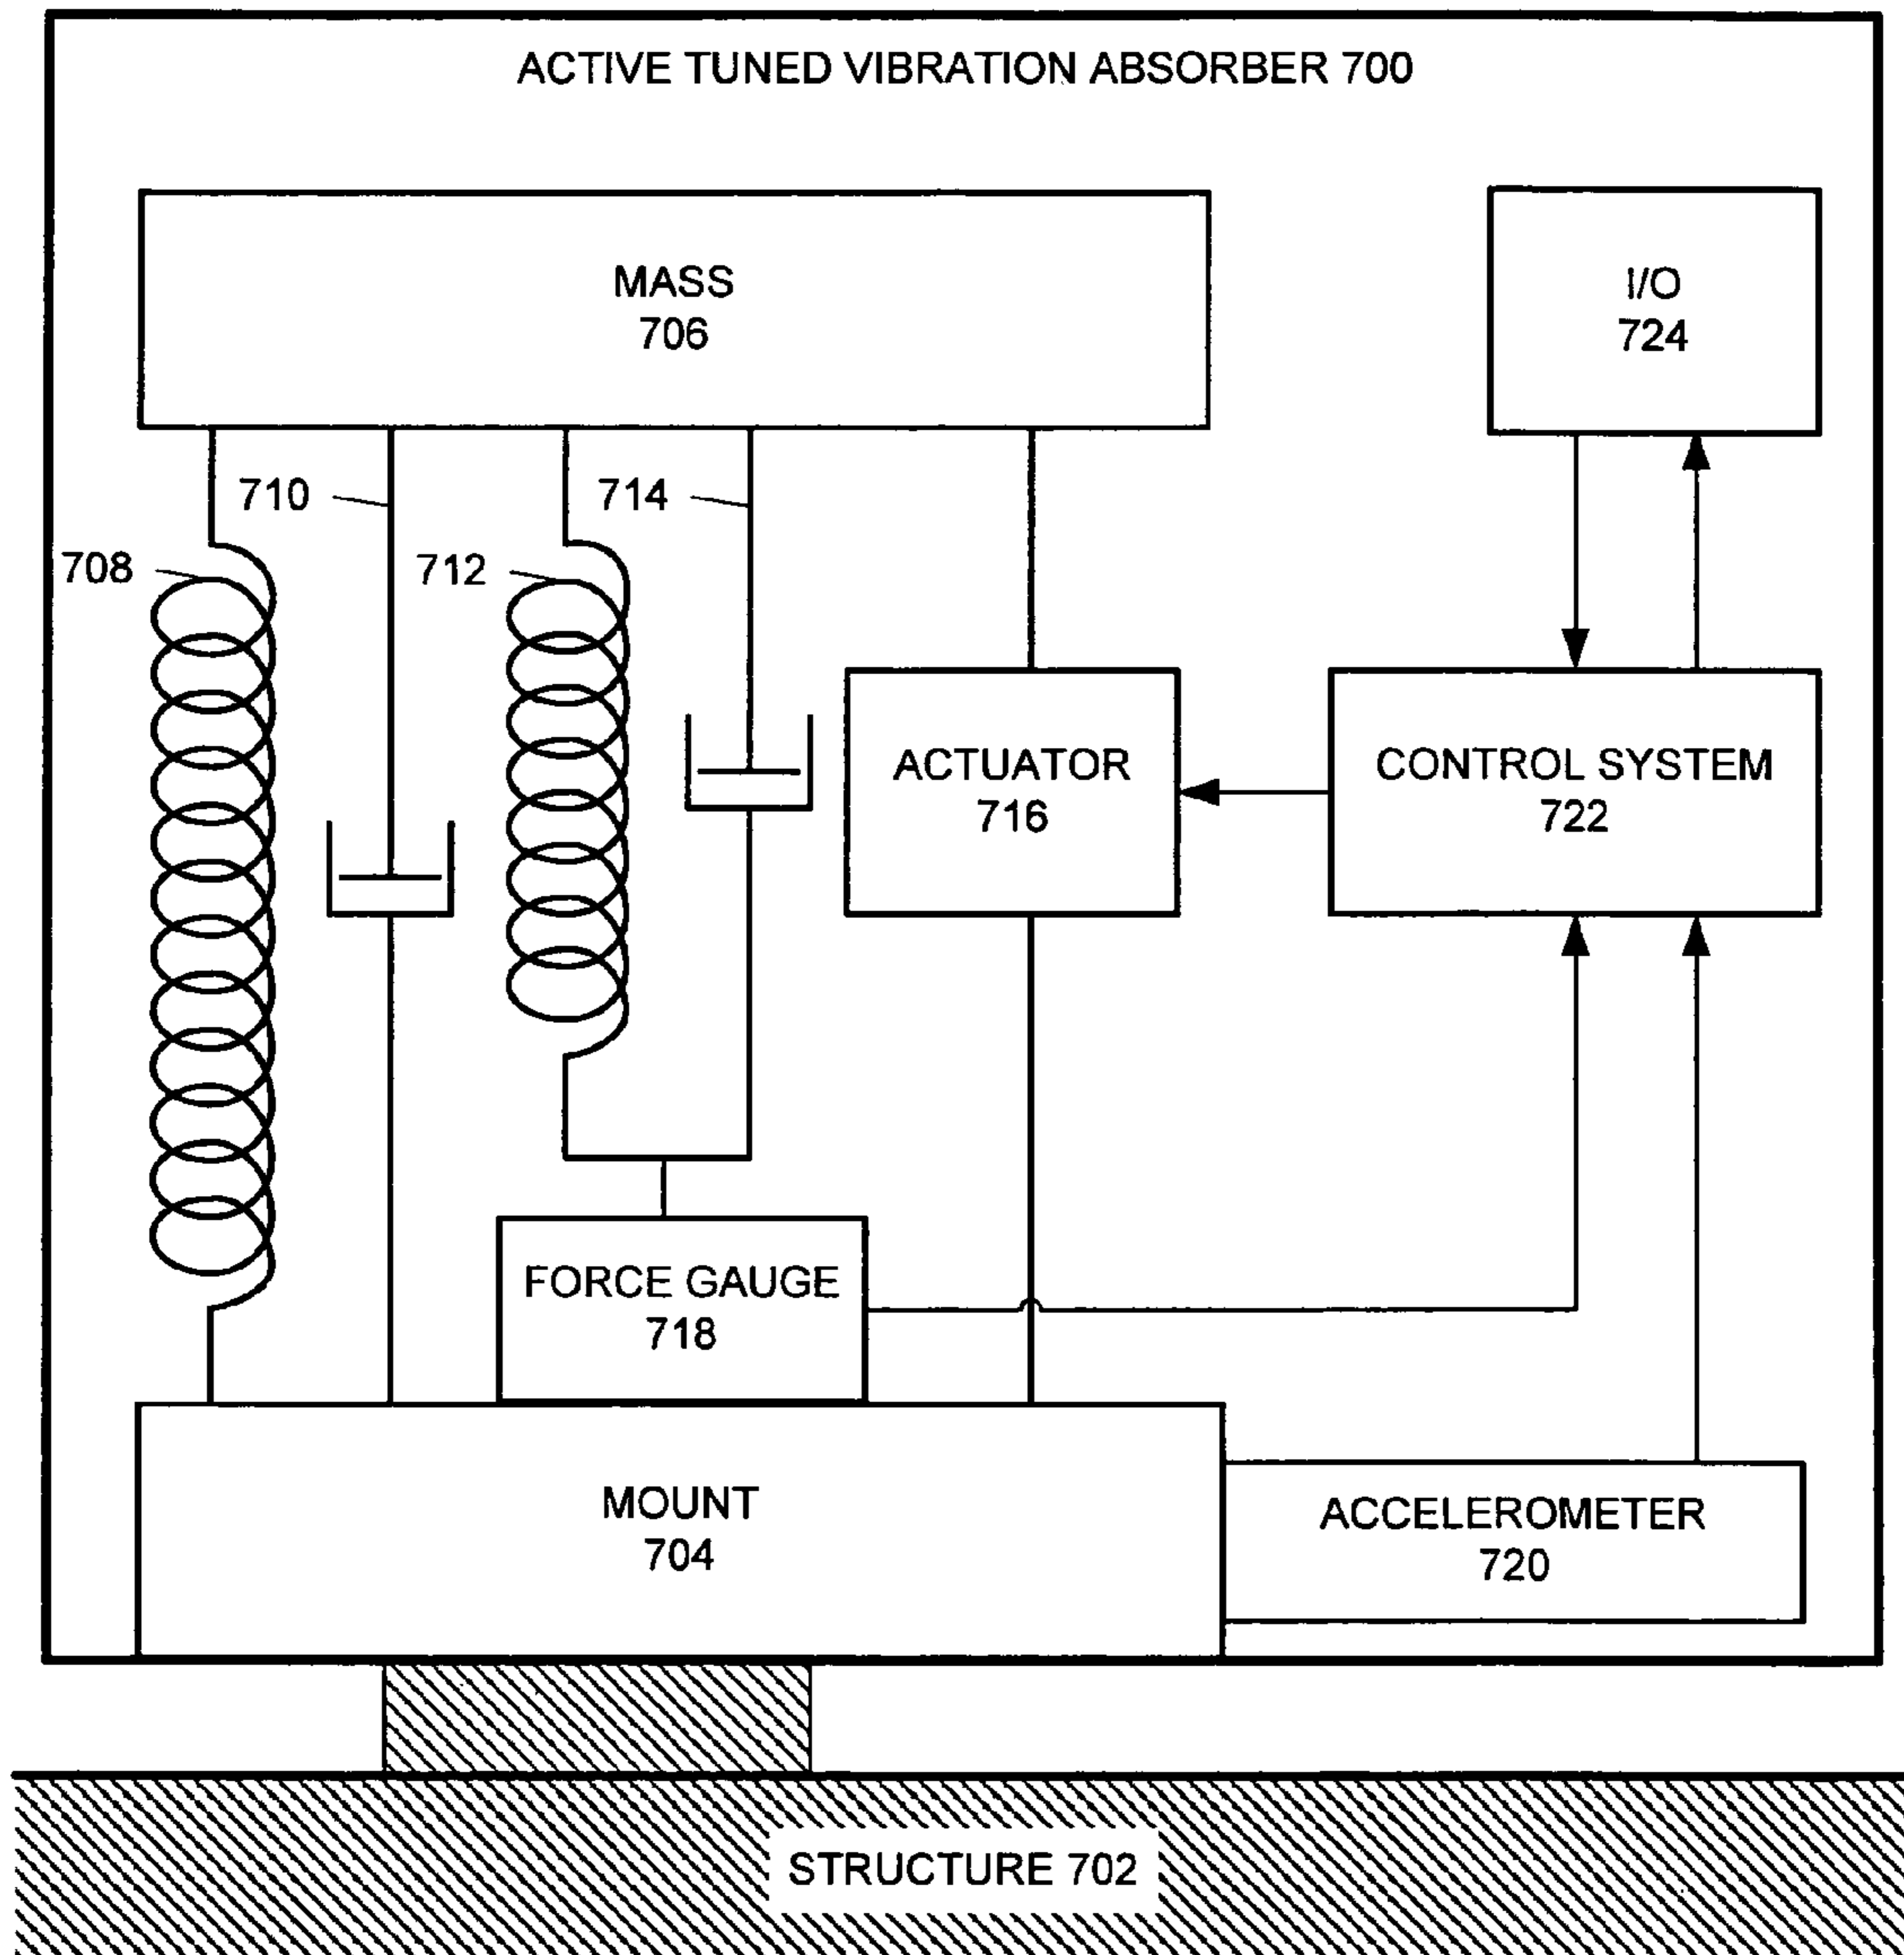 ACTIVE TUNED VIBRATION ABSORBER 700
MASS
706
I/O
724
710
714
708
712
ACTUATOR
716
CONTROL SYSTEM
722
FORCE GAUGE
718
MOUNT
704
ACCELEROMETER
720
STRUCTURE 702